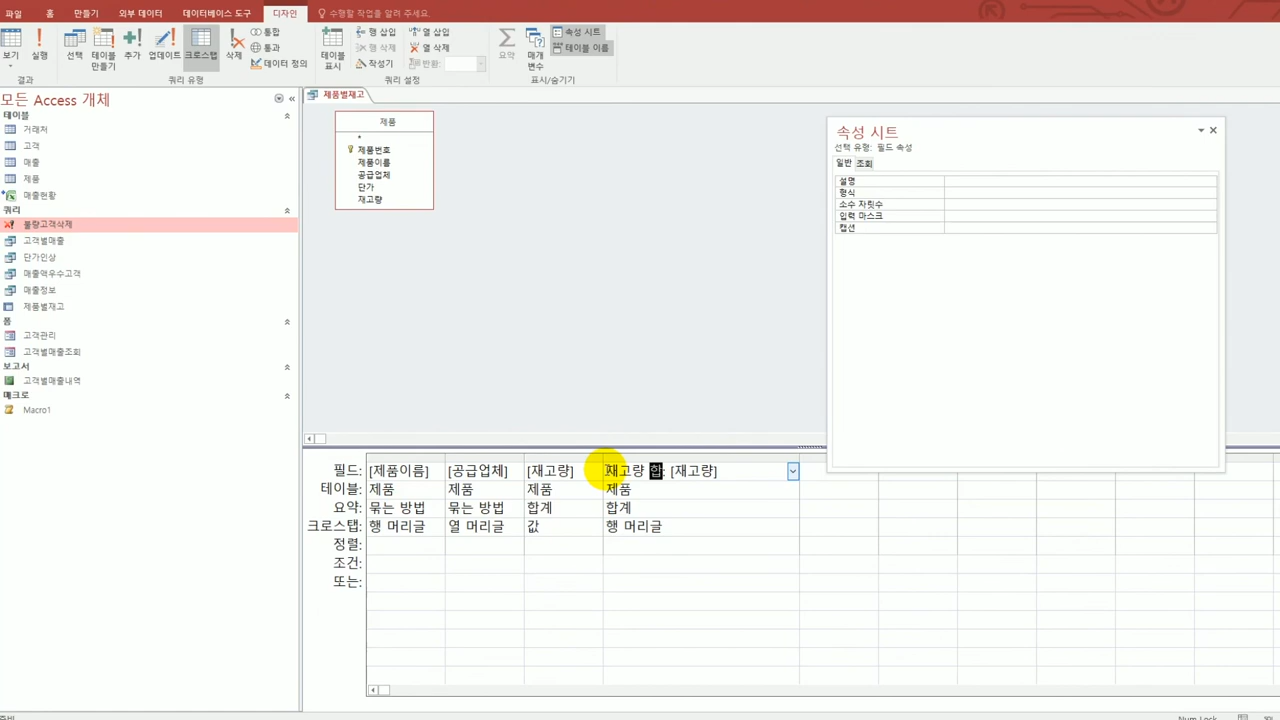 파일 홈 만들기 외부 데이터 데이터베이스 도구 디자인 수행할 작업을 알려 주세요.
보기 실행 선택 테이블 만들기 추가 업데이트 크로스탭 삭제 통합 통과 데이터 정의 테이블 표시 행 삽입 행 삭제 작성기 열 삽입 열 삭제 반환: 요약 매개 변수 속성 시트 테이블 이름
결과 쿼리 유형 쿼리 설정 표시/숨기기
모든 Access 개체
테이블
거래처
고객
매출
제품
매출현황
쿼리
불량고객삭제
고객별매출
단가인상
매출액우수고객
매출정보
제품별재고
폼
고객관리
고객별매출조회
보고서
고객별매출내역
매크로
Macro1
제품별재고
제품
*
제품번호
제품이름
공급업체
단가
재고량
속성 시트
선택 유형: 필드 속성
일반 조회
설명
형식
소수 자릿수
입력 마스크
캡션
필드: [제품이름] [공급업체] [재고량] 재고량 합: [재고량]
테이블: 제품 제품 제품 제품
요약: 묶는 방법 묶는 방법 합계 합계
크로스탭: 행 머리글 열 머리글 값 행 머리글
정렬:
조건:
또는:
준비 Num Lock